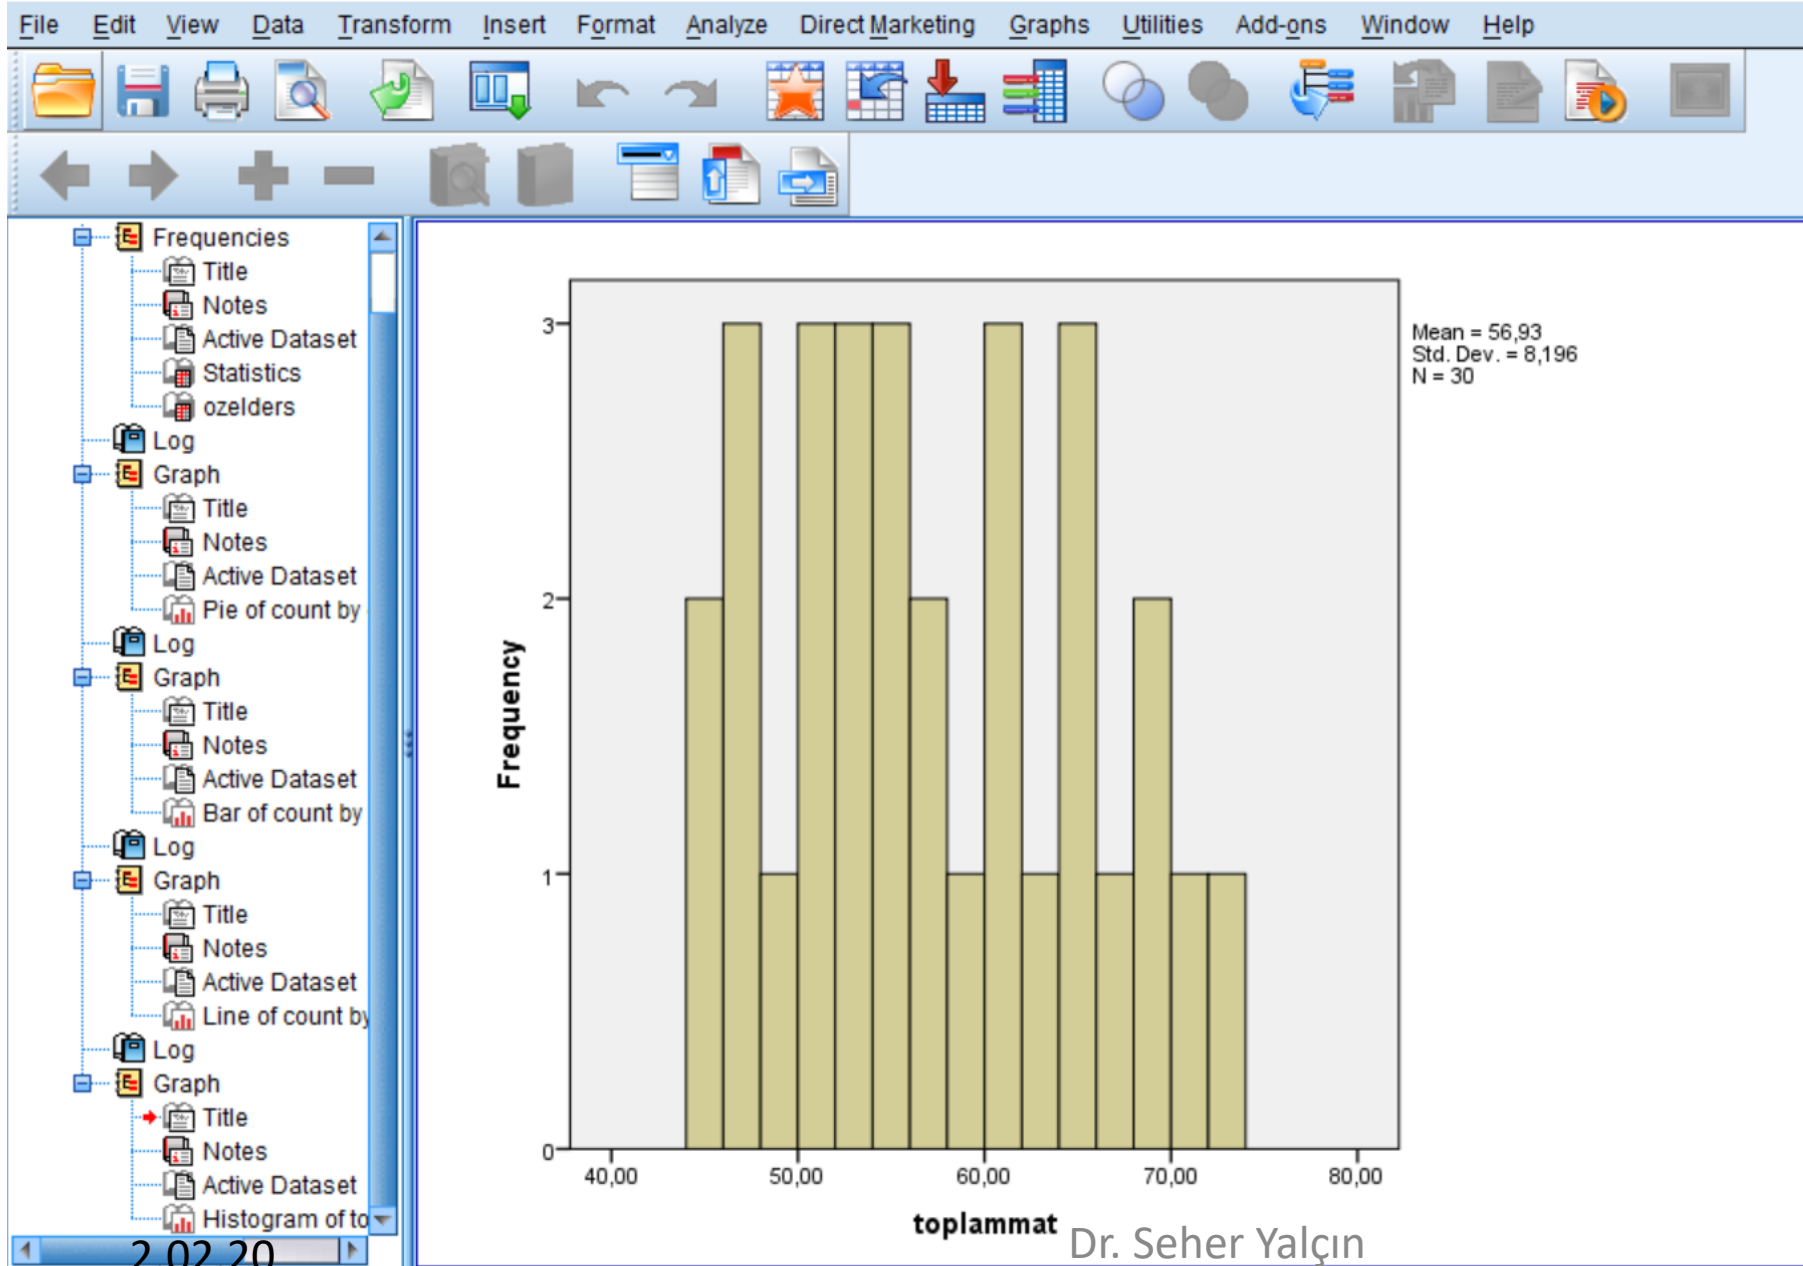 File Edit View Data Transform Insert Format Analyze Direct Marketing Graphs Utilities Add-ons Window Help
Frequencies
Title
Notes
Active Dataset
Statistics
ozelders
Log
Graph
Title
Notes
Active Dataset
Pie of count by
Log
Graph
Title
Notes
Active Dataset
Bar of count by
Log
Graph
Title
Notes
Active Dataset
Line of count by
Log
Graph
Title
Notes
Active Dataset
Histogram of to
2.02.20
Mean = 56,93
Std. Dev. = 8,196
N = 30
3
2
1
0
Frequency
40,00 50,00 60,00 70,00 80,00
toplammat
Dr. Seher Yalçın